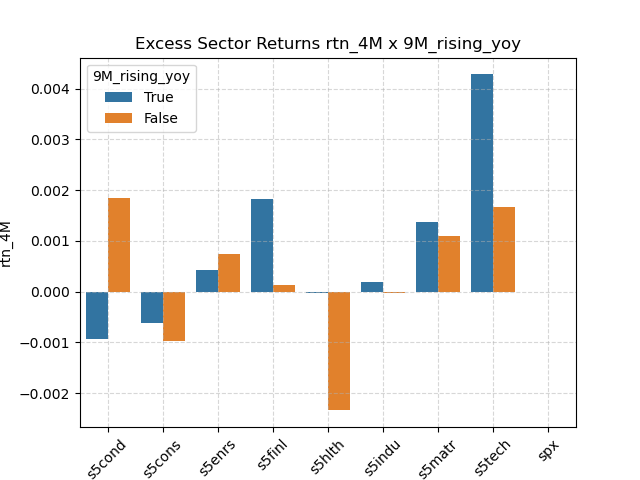 Excess Sector Returns rtn_4M x 9M_rising_yoy
9M_rising_yoy
True
False
rtn_4M
0.004
0.003
0.002
0.001
0.000
−0.001
−0.002
s5cond
s5cons
s5enrs
s5finl
s5hlth
s5indu
s5matr
s5tech
spx